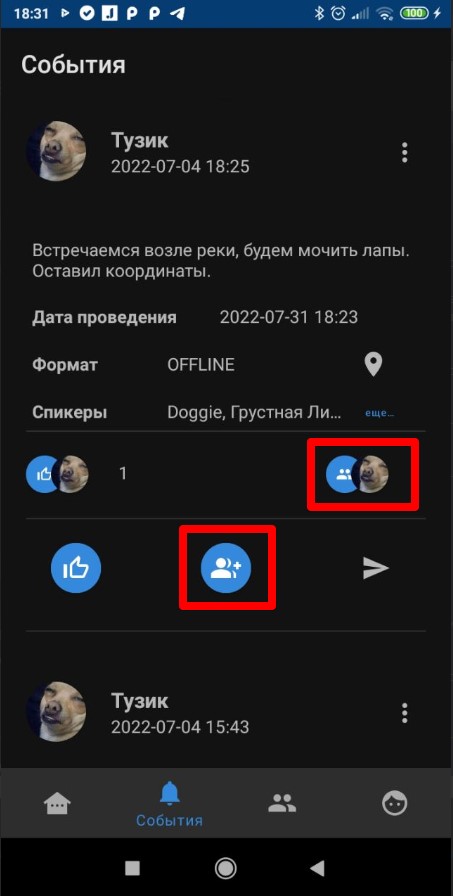 18:31
100
События
Тузик
2022-07-04 18:25
Встречаемся возле реки, будем мочить лапы.
Оставил координаты.
Дата проведения 2022-07-31 18:23
Формат OFFLINE
Спикеры Doggie, Грустная Ли... еще...
1
Тузик
2022-07-04 15:43
События